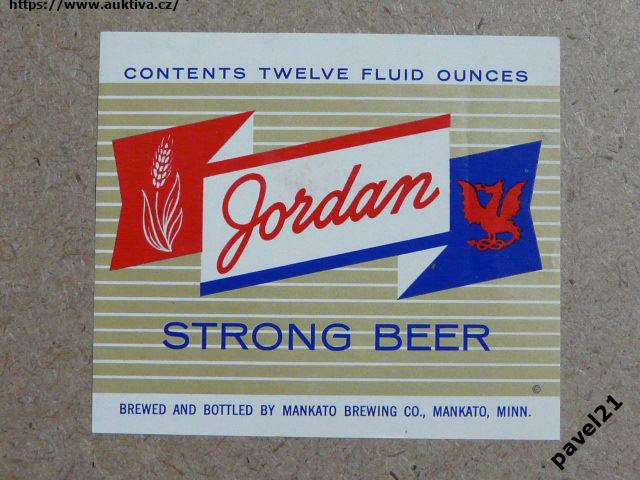 https://www.auktiva.cz/
CONTENTS TWELVE FLUID OUNCES
Jordan
STRONG BEER
©
BREWED AND BOTTLED BY MANKATO BREWING CO., MANKATO, MINN.
pavel21